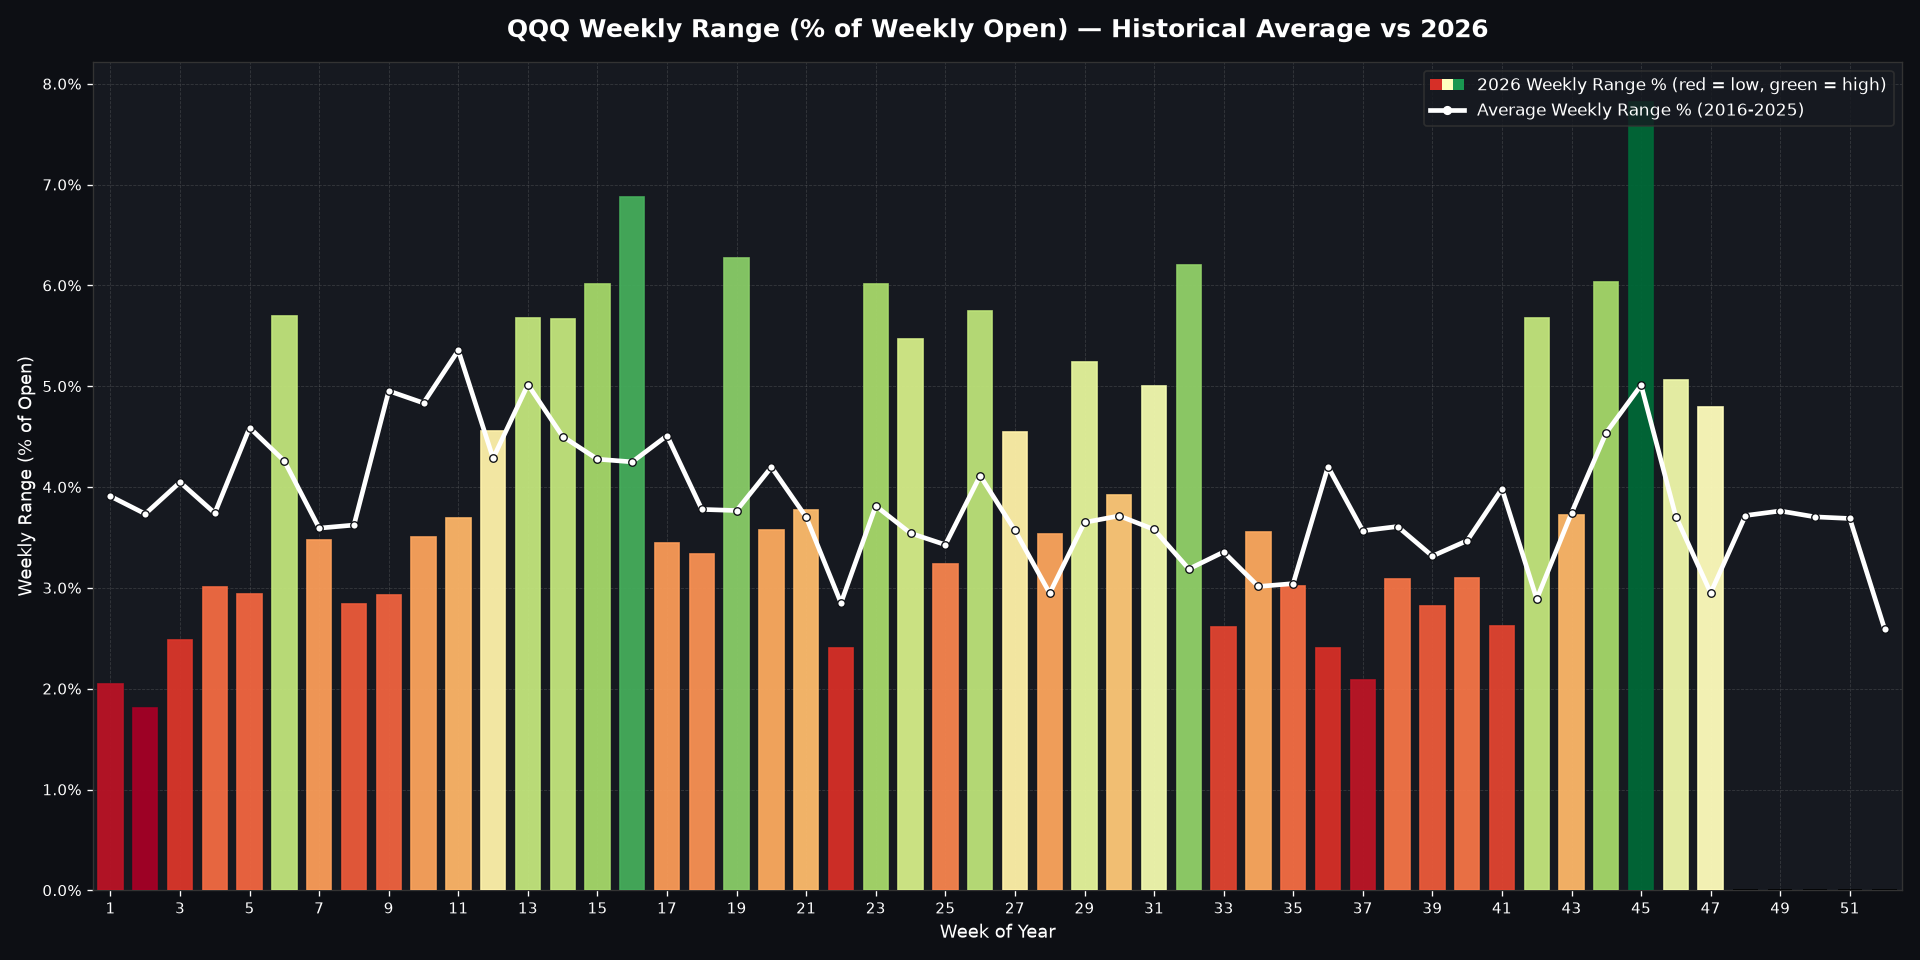 QQQ Weekly Range (% of Weekly Open) — Historical Average vs 2026
2026 Weekly Range % (red = low, green = high)
Average Weekly Range % (2016-2025)
Weekly Range (% of Open)
8.0%
7.0%
6.0%
5.0%
4.0%
3.0%
2.0%
1.0%
0.0%
1 3 5 7 9 11 13 15 17 19 21 23 25 27 29 31 33 35 37 39 41 43 45 47 49 51
Week of Year